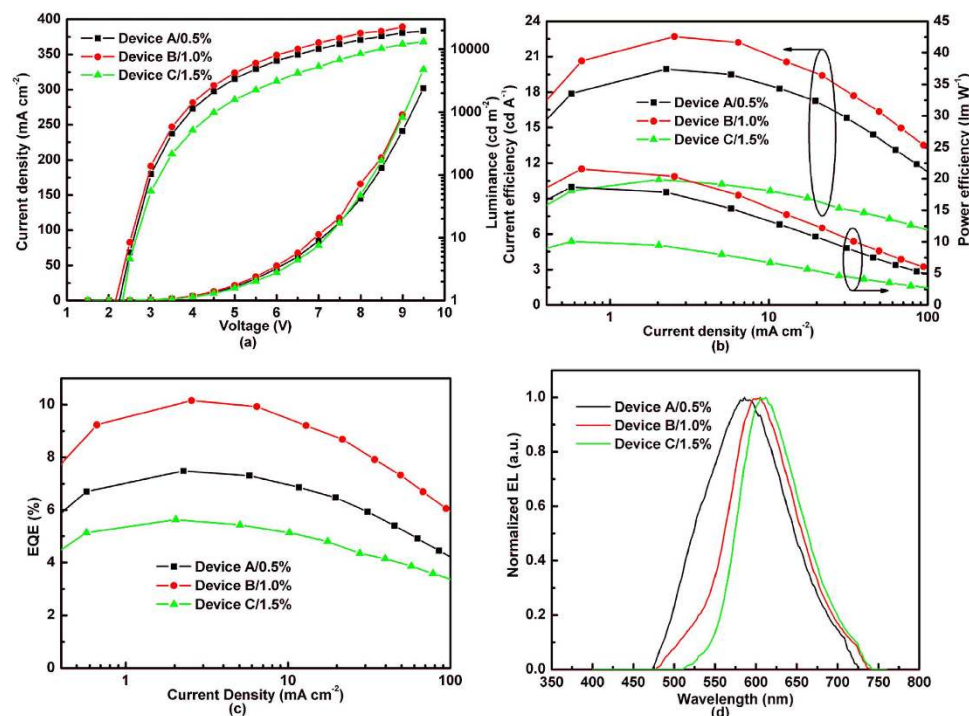 Current density (mA cm⁻²)
400
350
300
250
200
150
100
50
0
Device A/0.5%
Device B/1.0%
Device C/1.5%
10000
1000
100
10
1
Luminance (cd m⁻²)
1 2 3 4 5 6 7 8 9 10
Voltage (V)
(a)
Current efficiency (cd A⁻¹)
24
21
18
15
12
9
6
3
0
Device A/0.5%
Device B/1.0%
Device C/1.5%
45
40
35
30
25
20
15
10
5
0
Power efficiency (lm W⁻¹)
1 10 100
Current density (mA cm⁻²)
(b)
EQE (%)
10
8
6
4
2
0
Device A/0.5%
Device B/1.0%
Device C/1.5%
1 10 100
Current Density (mA cm⁻²)
(c)
Normalized EL (a.u.)
1.0
0.8
0.6
0.4
0.2
0.0
Device A/0.5%
Device B/1.0%
Device C/1.5%
350 400 450 500 550 600 650 700 750 800
Wavelength (nm)
(d)